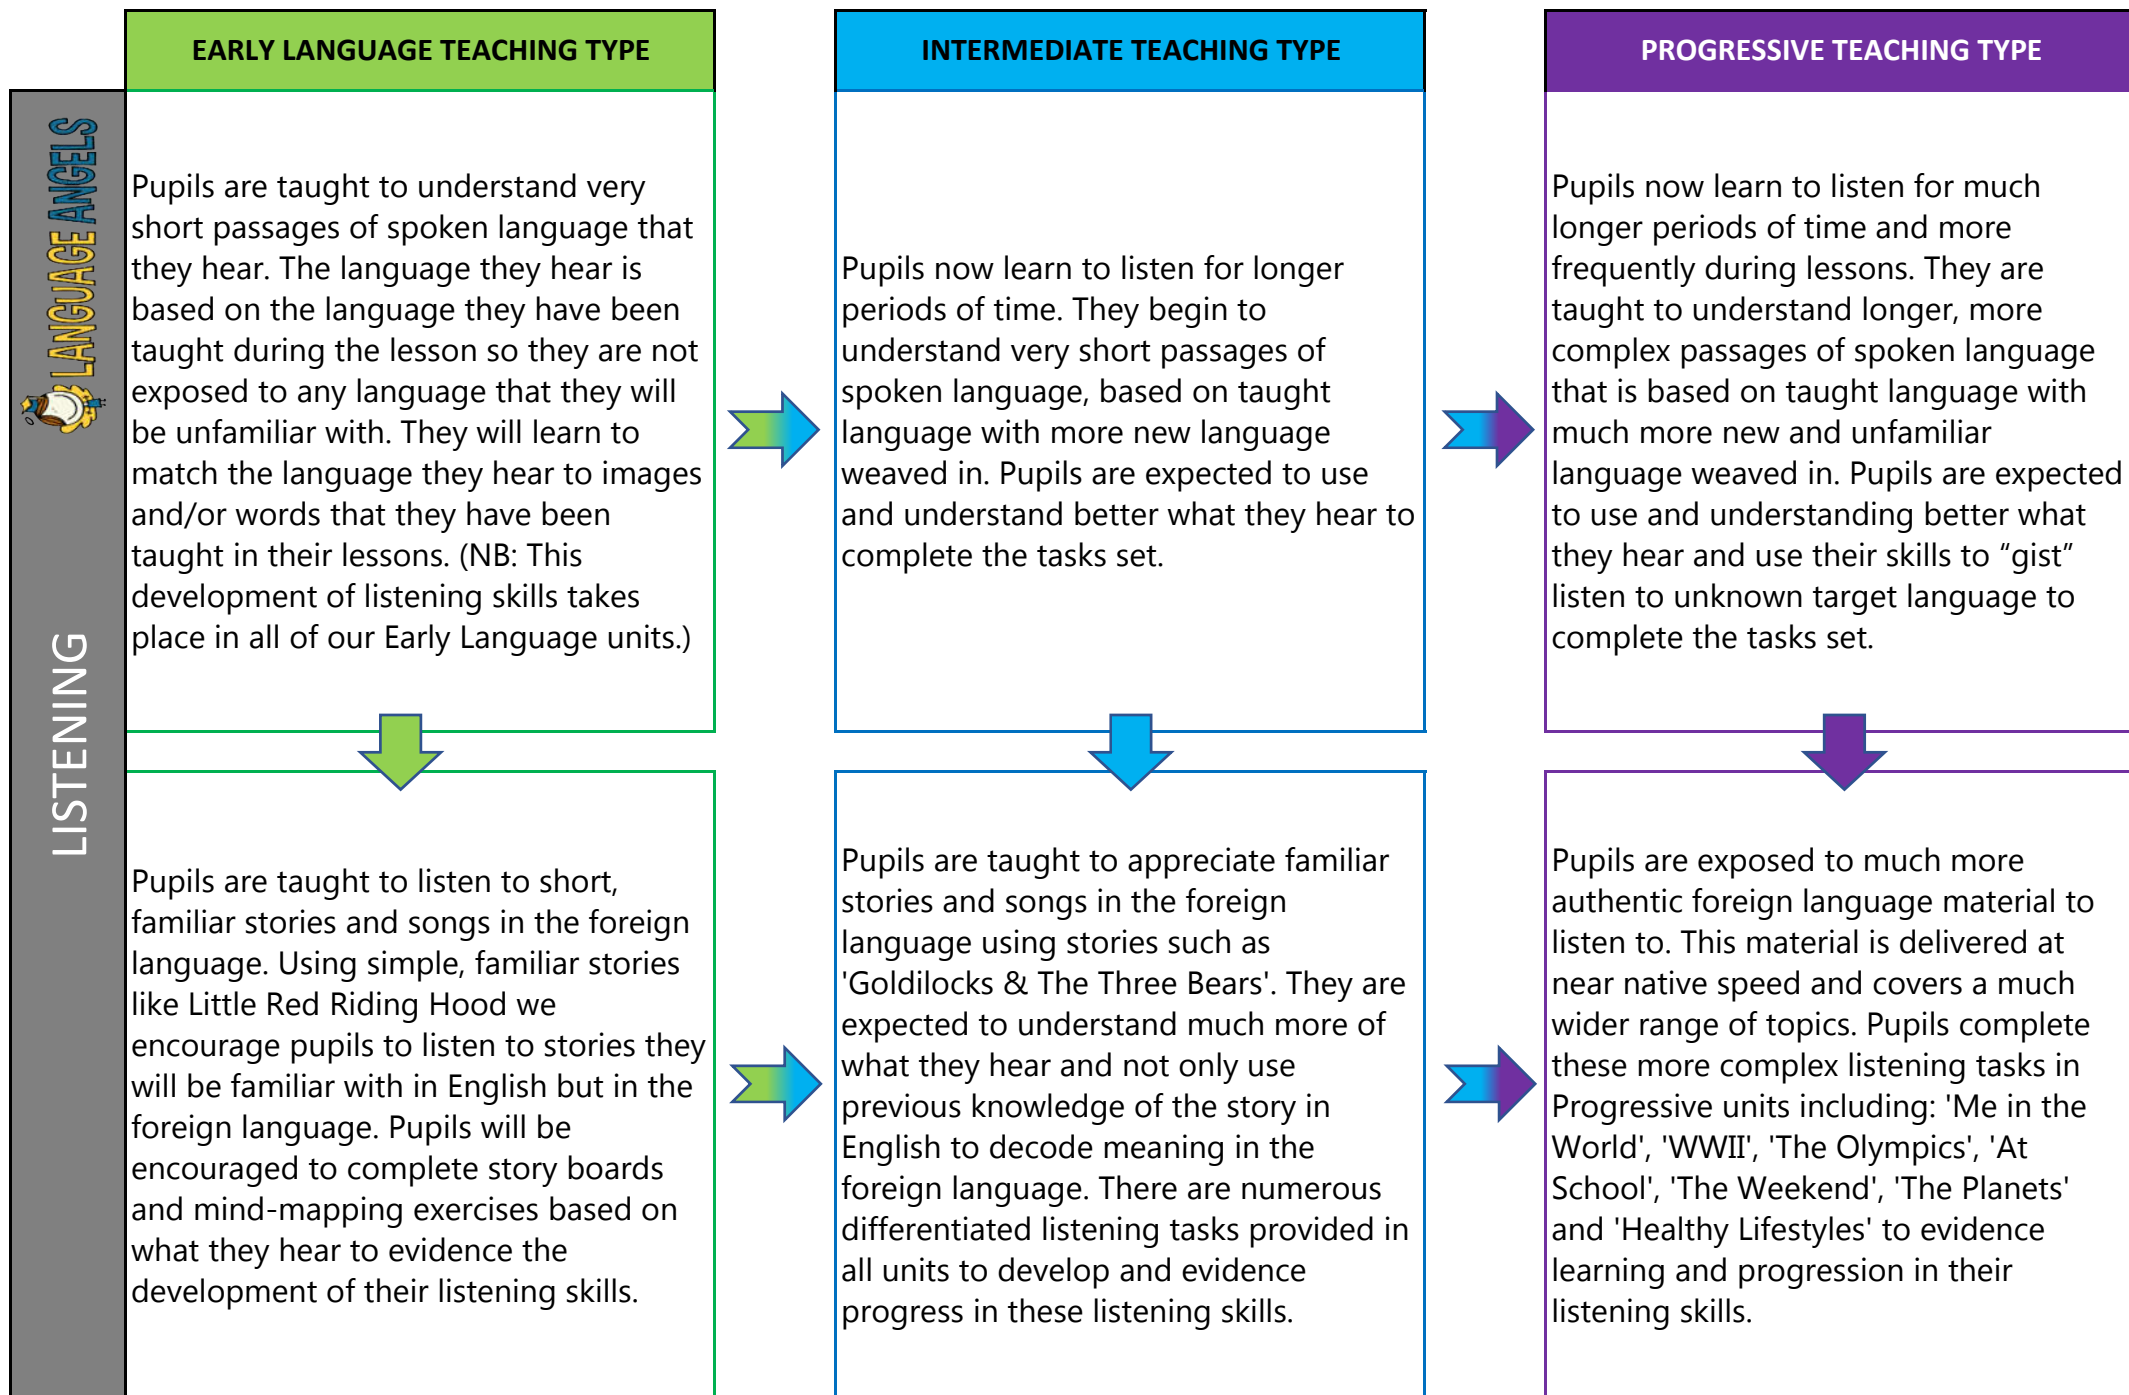 EARLY LANGUAGE TEACHING TYPE
INTERMEDIATE TEACHING TYPE
PROGRESSIVE TEACHING TYPE
LANGUAGE ANGELS
LISTENING
Pupils are taught to understand very
short passages of spoken language that
they hear. The language they hear is
based on the language they have been
taught during the lesson so they are not
exposed to any language that they will
be unfamiliar with. They will learn to
match the language they hear to images
and/or words that they have been
taught in their lessons. (NB: This
development of listening skills takes
place in all of our Early Language units.)
Pupils now learn to listen for longer
periods of time. They begin to
understand very short passages of
spoken language, based on taught
language with more new language
weaved in. Pupils are expected to use
and understand better what they hear to
complete the tasks set.
Pupils now learn to listen for much
longer periods of time and more
frequently during lessons. They are
taught to understand longer, more
complex passages of spoken language
that is based on taught language with
much more new and unfamiliar
language weaved in. Pupils are expected
to use and understanding better what
they hear and use their skills to “gist”
listen to unknown target language to
complete the tasks set.
Pupils are taught to listen to short,
familiar stories and songs in the foreign
language. Using simple, familiar stories
like Little Red Riding Hood we
encourage pupils to listen to stories they
will be familiar with in English but in the
foreign language. Pupils will be
encouraged to complete story boards
and mind-mapping exercises based on
what they hear to evidence the
development of their listening skills.
Pupils are taught to appreciate familiar
stories and songs in the foreign
language using stories such as
'Goldilocks & The Three Bears'. They are
expected to understand much more of
what they hear and not only use
previous knowledge of the story in
English to decode meaning in the
foreign language. There are numerous
differentiated listening tasks provided in
all units to develop and evidence
progress in these listening skills.
Pupils are exposed to much more
authentic foreign language material to
listen to. This material is delivered at
near native speed and covers a much
wider range of topics. Pupils complete
these more complex listening tasks in
Progressive units including: 'Me in the
World', 'WWII', 'The Olympics', 'At
School', 'The Weekend', 'The Planets'
and 'Healthy Lifestyles' to evidence
learning and progression in their
listening skills.